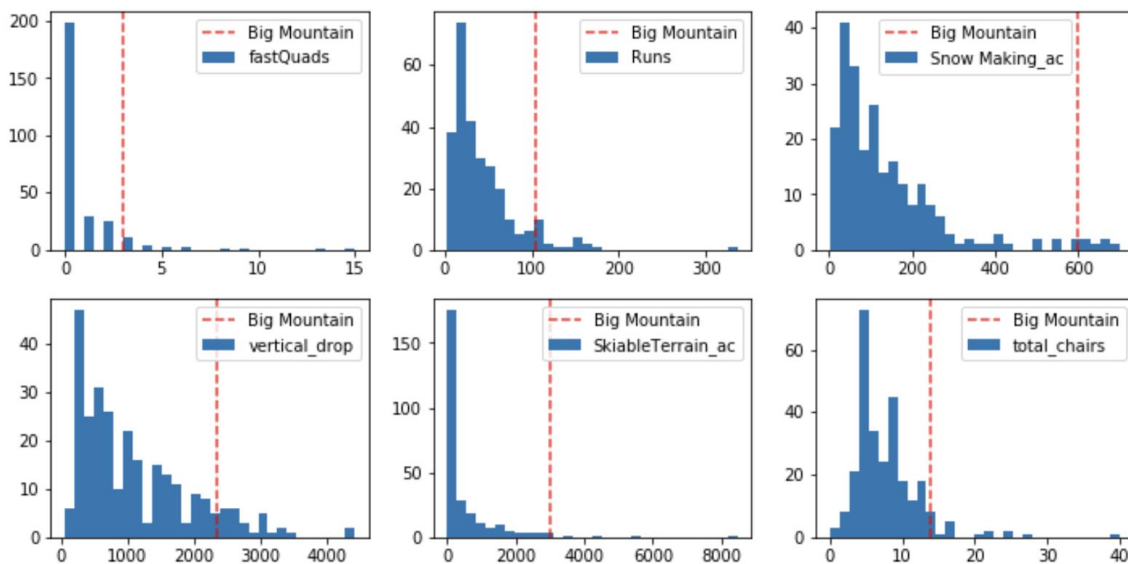 200
150
100
50
0
0 5 10 15
Big Mountain
fastQuads
60
40
20
0
0 100 200 300
Big Mountain
Runs
40
30
20
10
0
0 200 400 600
Big Mountain
Snow Making_ac
40
30
20
10
0
0 1000 2000 3000 4000
Big Mountain
vertical_drop
150
100
50
0
0 2000 4000 6000 8000
Big Mountain
SkiableTerrain_ac
60
40
20
0
0 10 20 30 40
Big Mountain
total_chairs